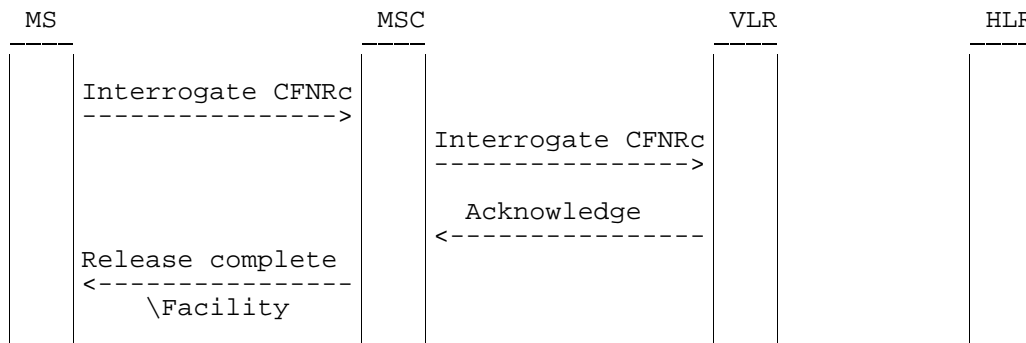 MS MSC VLR HLR
Interrogate CFNRc
---------------->
Interrogate CFNRc
---------------->
Acknowledge
<-----------------
Release complete
<----------------
\Facility